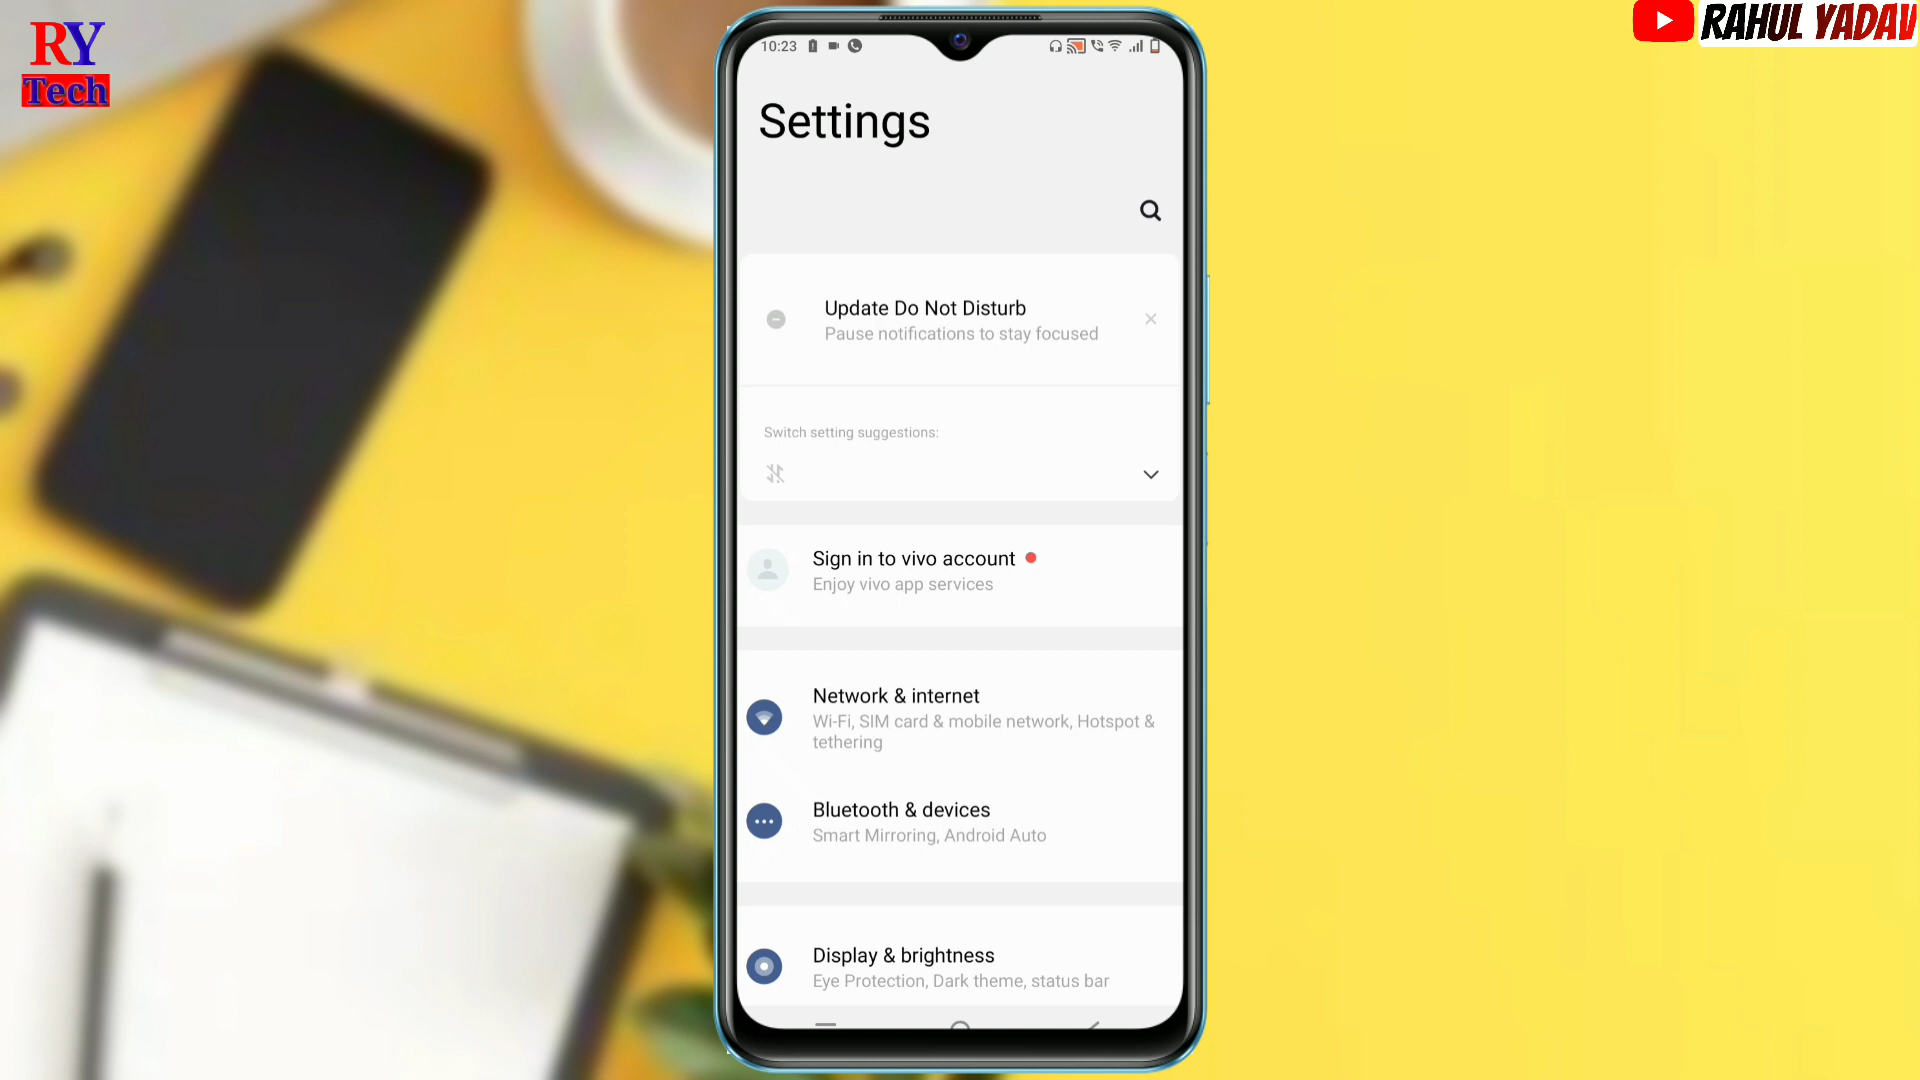 RY
Tech
RAHUL YADAV
10:23
Settings
Update Do Not Disturb
Pause notifications to stay focused
Switch setting suggestions:
Sign in to vivo account
Enjoy vivo app services
Network & internet
Wi-Fi, SIM card & mobile network, Hotspot &
tethering
Bluetooth & devices
Smart Mirroring, Android Auto
Display & brightness
Eye Protection, Dark theme, status bar